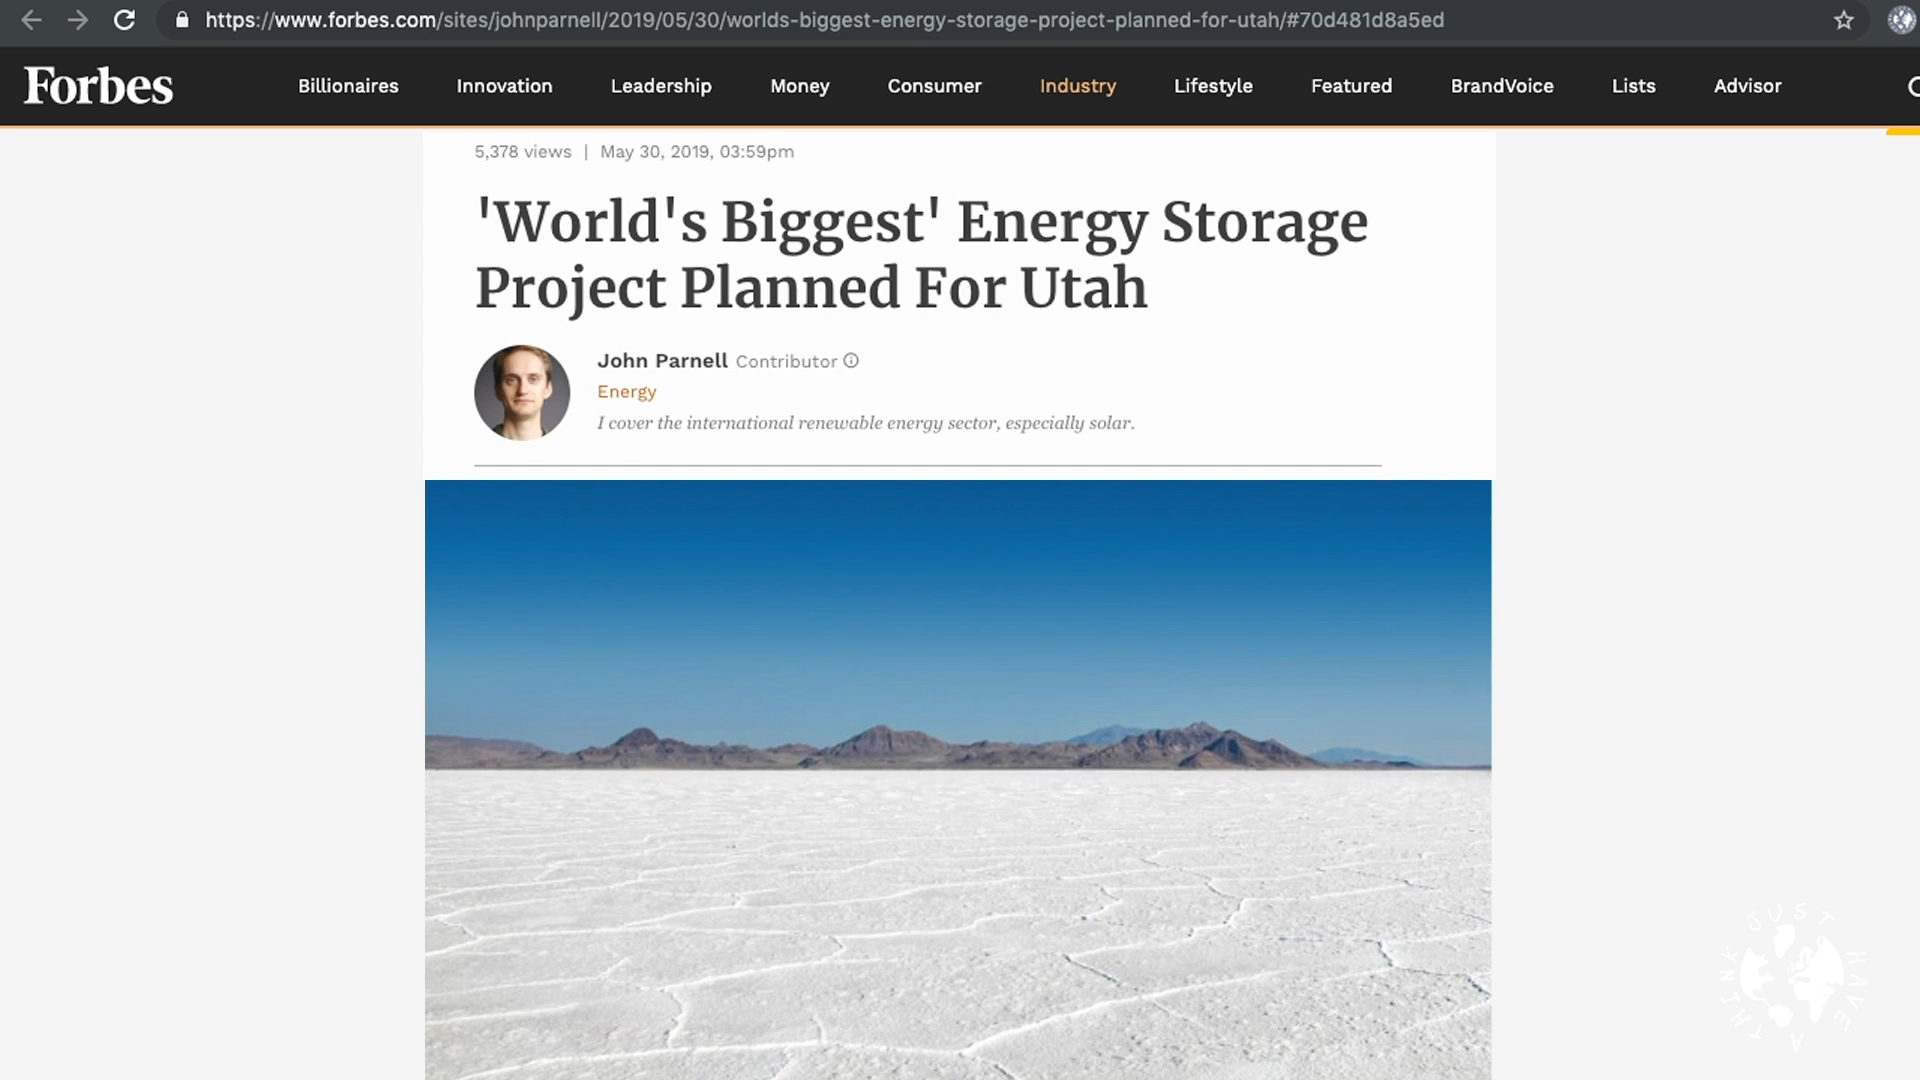 https://www.forbes.com/sites/johnparnell/2019/05/30/worlds-biggest-energy-storage-project-planned-for-utah/#70d481d8a5ed
Forbes Billionaires Innovation Leadership Money Consumer Industry Lifestyle Featured BrandVoice Lists Advisor
5,378 views | May 30, 2019, 03:59pm
'World's Biggest' Energy Storage
Project Planned For Utah
John Parnell Contributor
Energy
I cover the international renewable energy sector, especially solar.
JUST HAVE A THINK